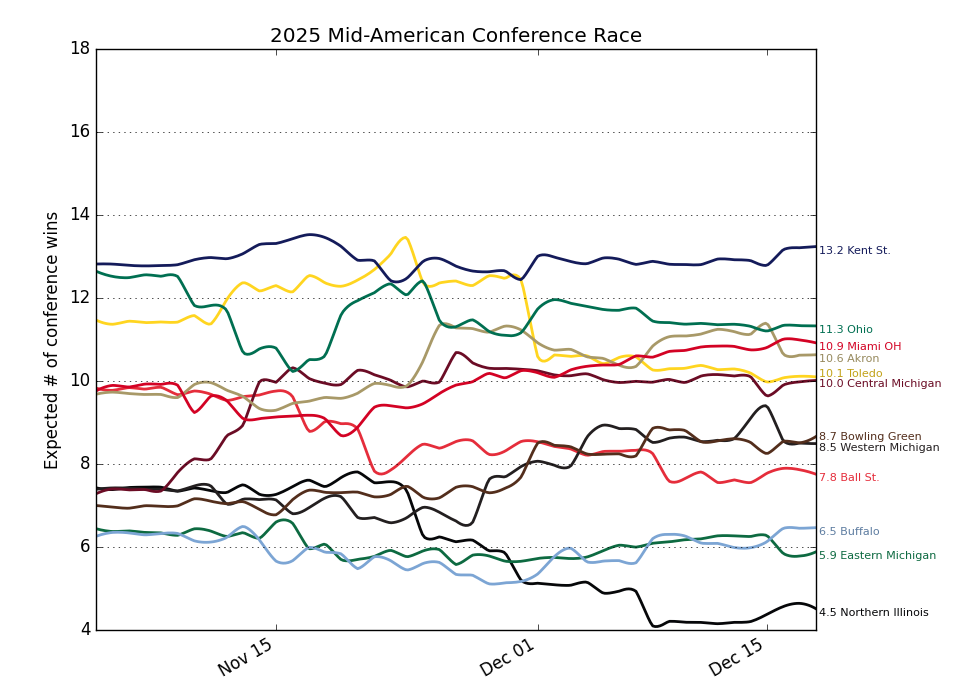 2025 Mid-American Conference Race
Expected # of conference wins
18
16
14
12
10
8
6
4
Nov 15
Dec 01
Dec 15
13.2 Kent St.
11.3 Ohio
10.9 Miami OH
10.6 Akron
10.1 Toledo
10.0 Central Michigan
8.7 Bowling Green
8.5 Western Michigan
7.8 Ball St.
6.5 Buffalo
5.9 Eastern Michigan
4.5 Northern Illinois